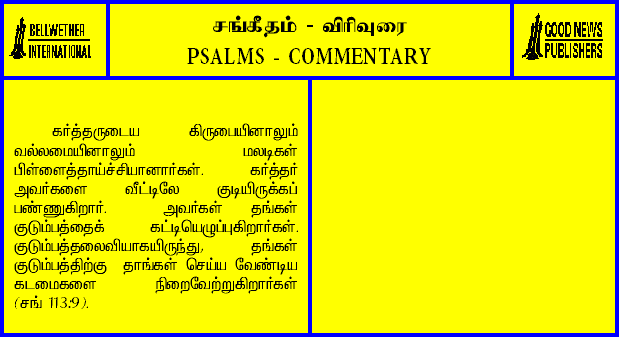 BELLWETHER
INTERNATIONAL
சங்கீதம் - விரிவுரை
PSALMS - COMMENTARY
GOOD NEWS
PUBLISHERS
கர்த்தருடைய கிருபையினாலும்
வல்லமையினாலும் மலடிகள்
பிள்ளைத்தாய்ச்சியானார்கள். கர்த்தர்
அவர்களை வீட்டிலே குடியிருக்கப்
பண்ணுகிறார். அவர்கள் தங்கள்
குடும்பத்தைக் கட்டியெழுப்புகிறார்கள்.
குடும்பத்தலைவியாகயிருந்து, தங்கள்
குடும்பத்திற்கு தாங்கள் செய்ய வேண்டிய
கடமைகளை நிறைவேற்றுகிறார்கள்
(சங் 113:9).